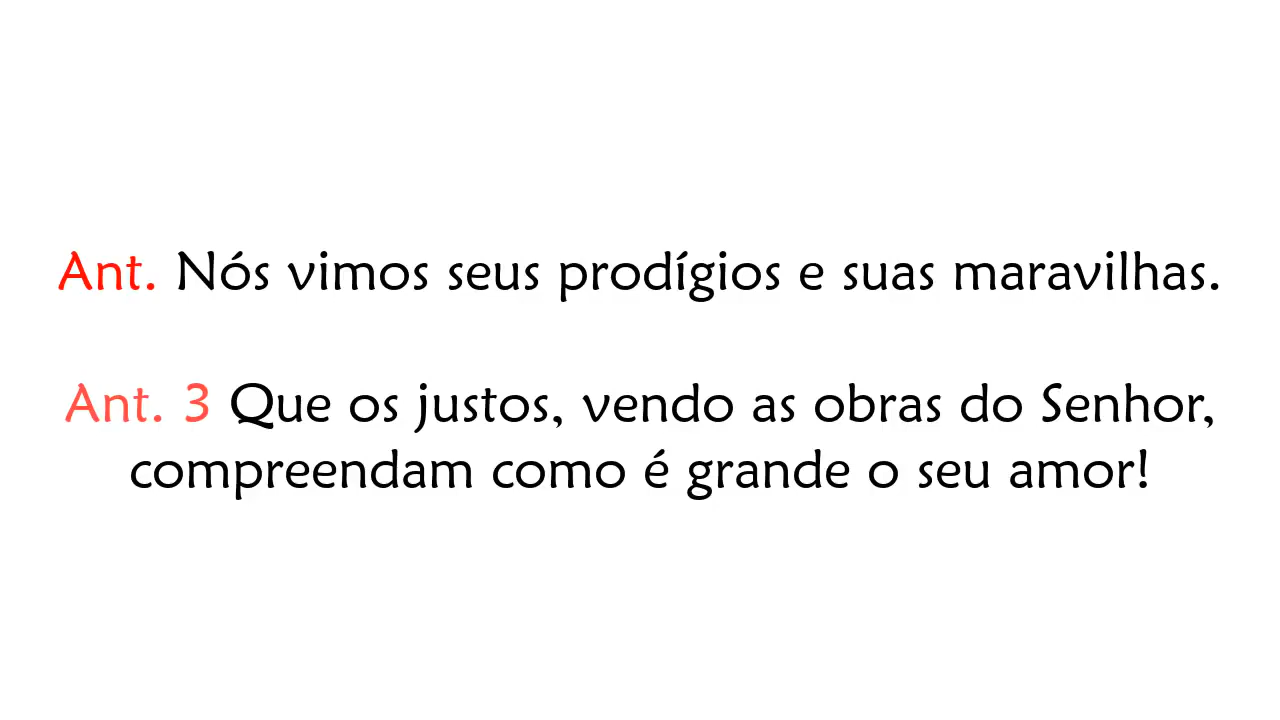 Ant. Nós vimos seus prodígios e suas maravilhas.
Ant. 3 Que os justos, vendo as obras do Senhor,
compreendam como é grande o seu amor!